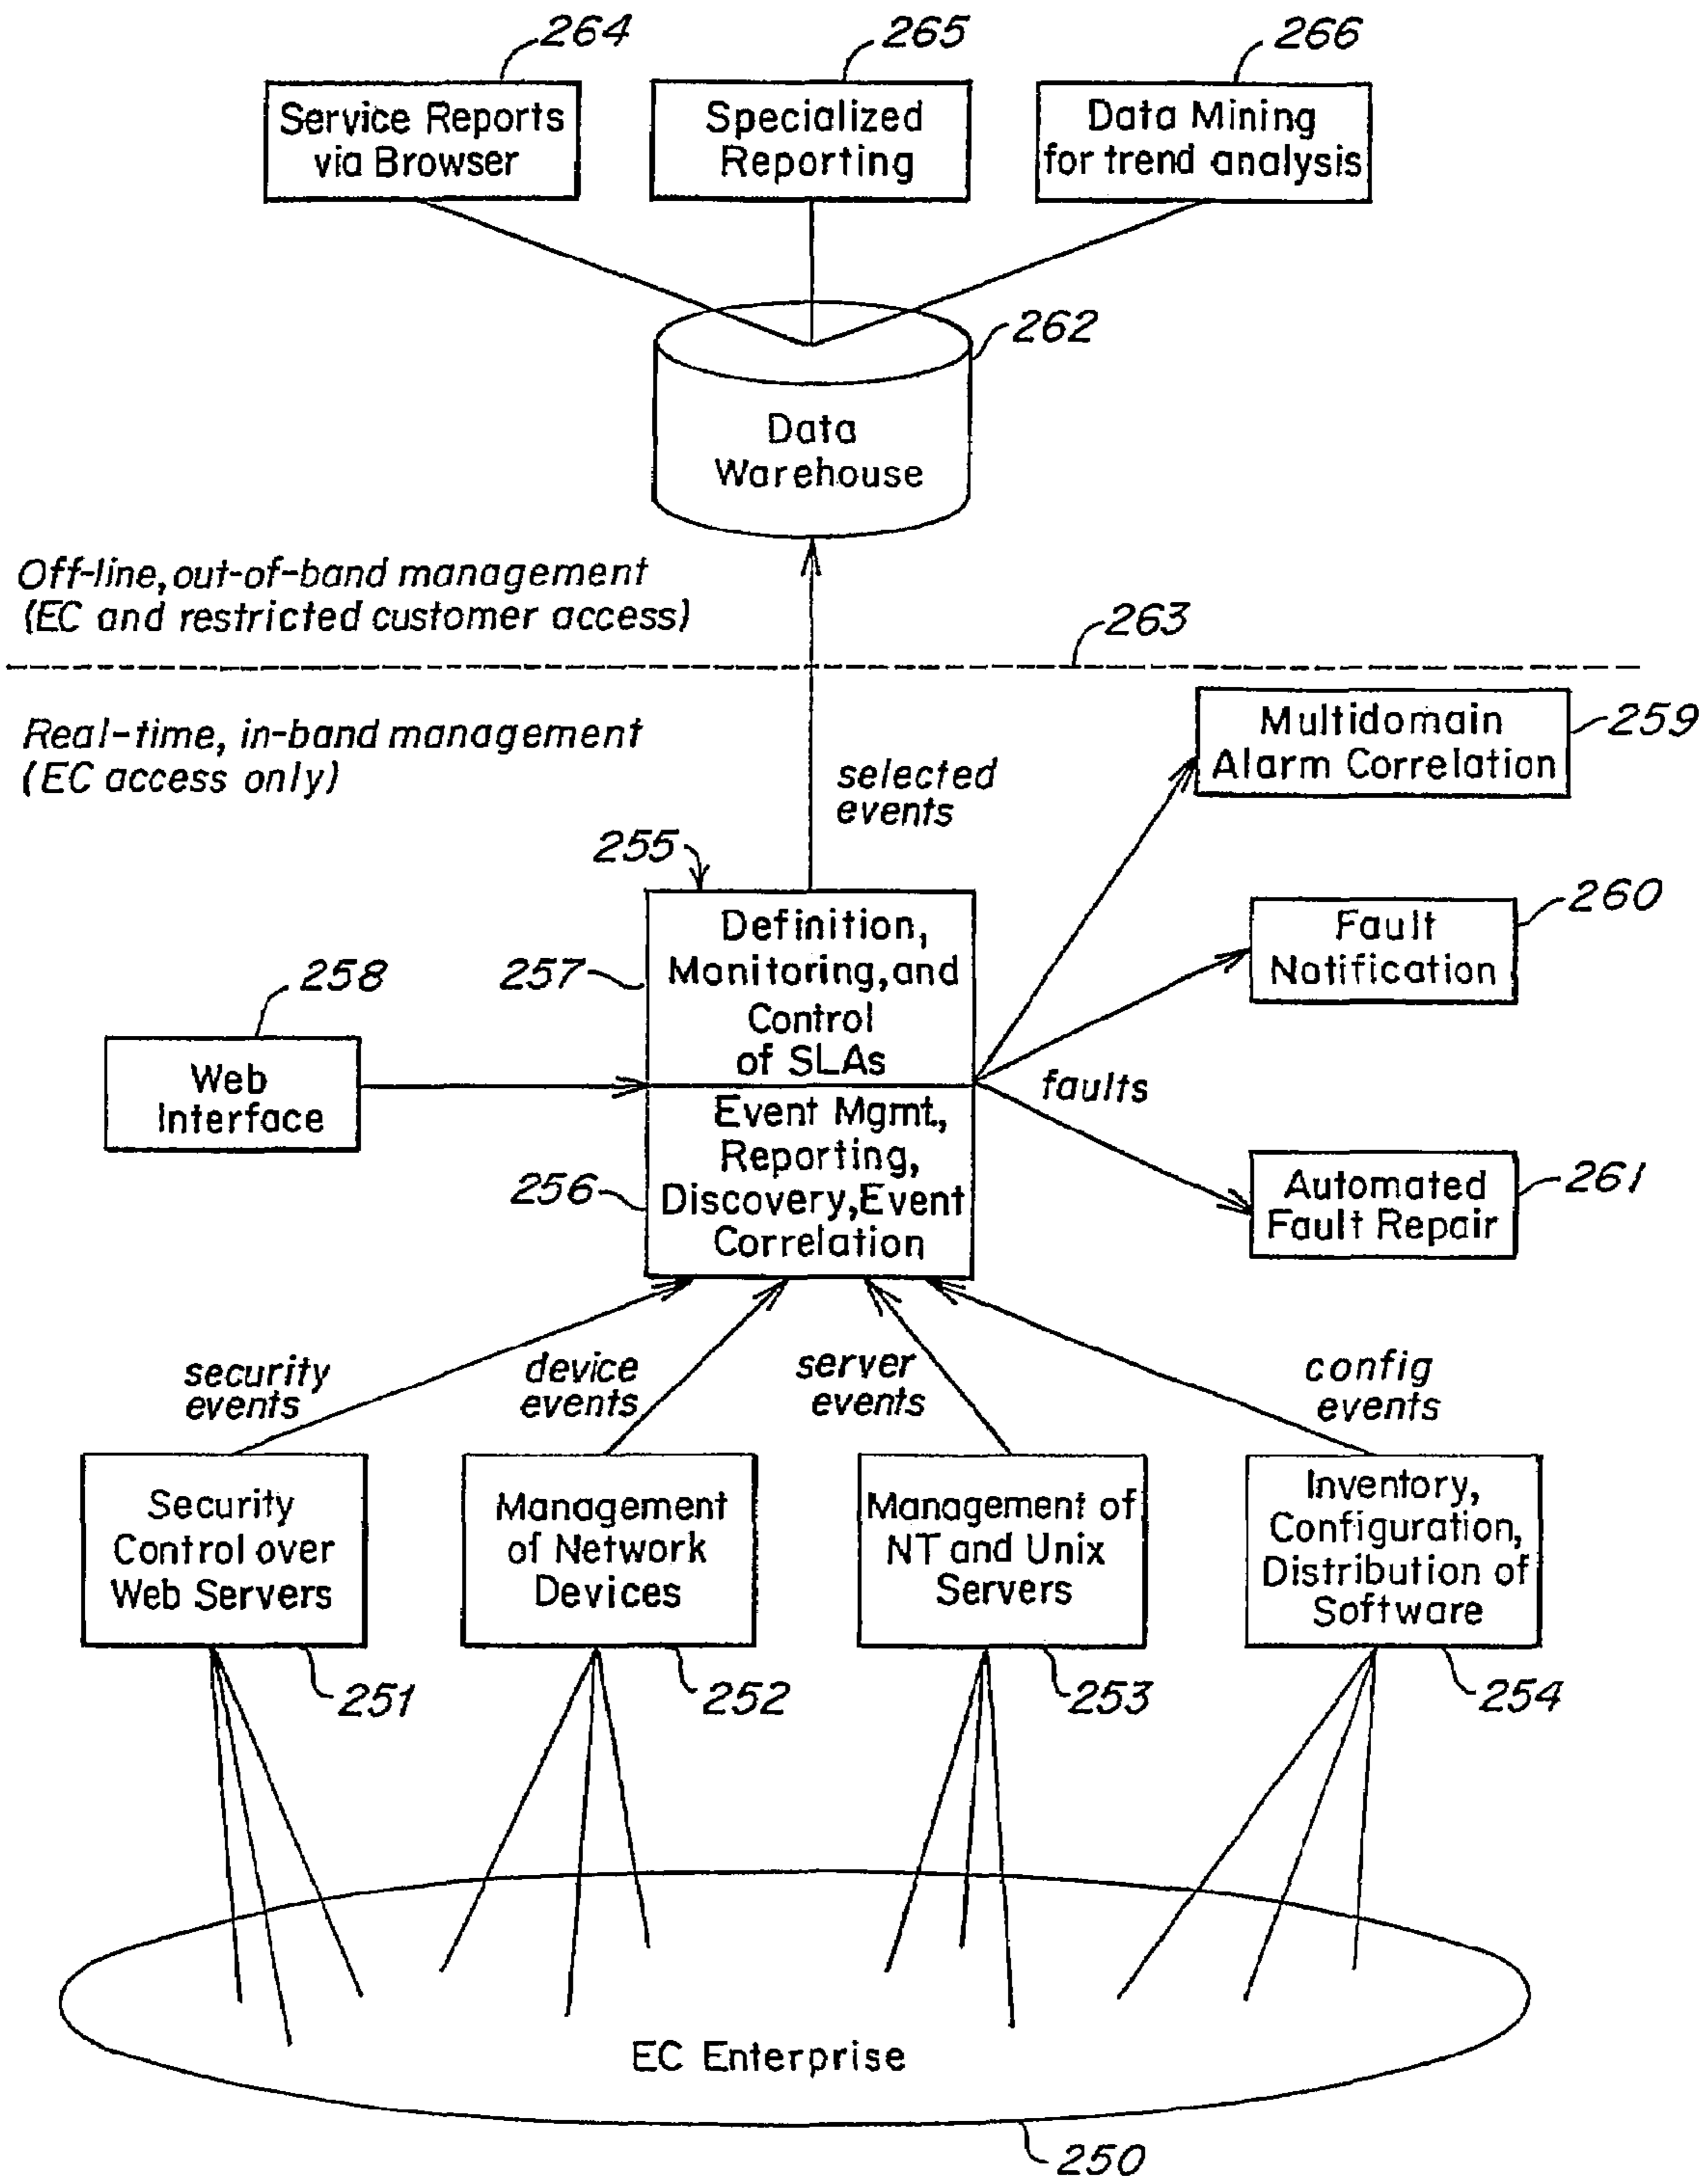 264
265
266
Service Reports
via Browser
Specialized
Reporting
Data Mining
for trend analysis
262
Data
Warehouse
Off-line, out-of-band management
(EC and restricted customer access)
263
Real-time, in-band management
(EC access only)
selected
events
Multidomain
Alarm Correlation
259
255
257
Definition,
Monitoring, and
Control
of SLAs
Fault
Notification
260
258
Web
Interface
faults
256
Event Mgmt.,
Reporting,
Discovery, Event
Correlation
Automated
Fault Repair
261
security
events
device
events
server
events
config
events
Security
Control over
Web Servers
Management
of Network
Devices
Management of
NT and Unix
Servers
Inventory,
Configuration,
Distribution of
Software
251
252
253
254
EC Enterprise
250